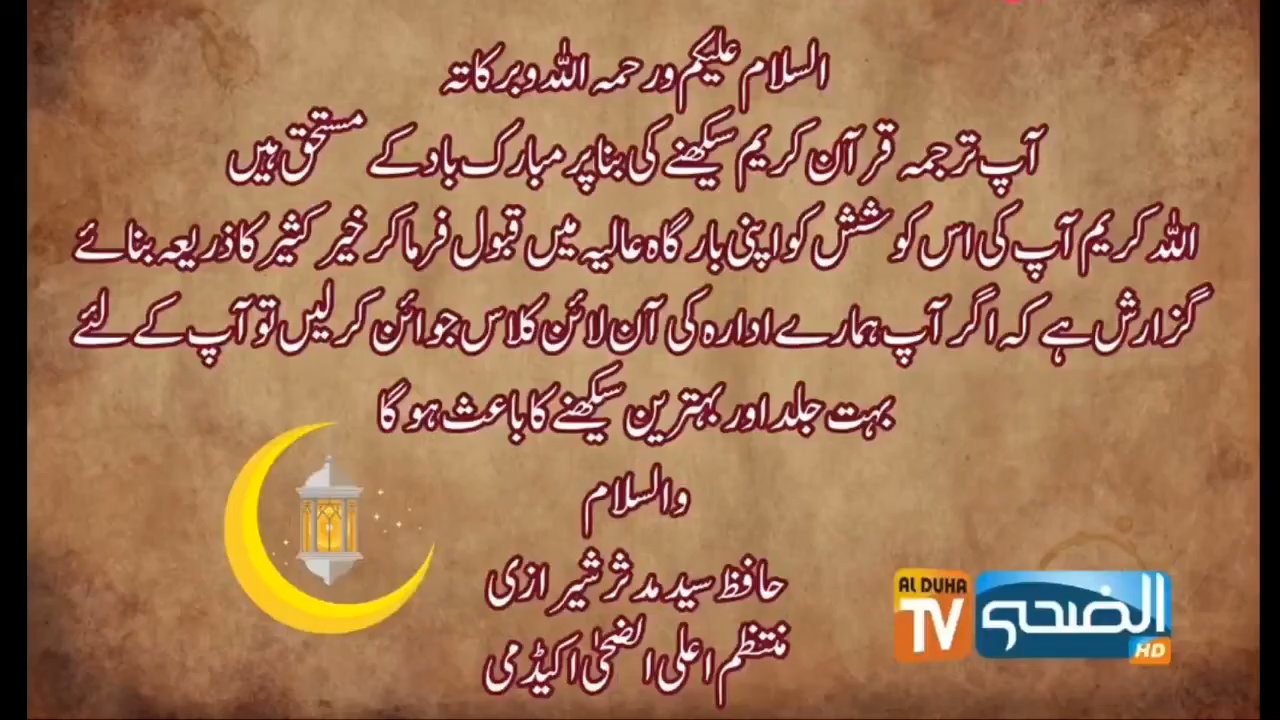 السلام علیکم ورحمہ اللہ وبرکاتہ
آپ ترجمہ قرآن کریم سیکھنے کی بنا پر مبارک باد کے مستحق ہیں
اللہ کریم آپ کی اس کوشش کو اپنی بارگاہ عالیہ میں قبول فرما کر خیر کثیر کا ذریعہ بنائے
گزارش ہے کہ اگر آپ ہمارے ادارہ کی آن لائن کلاس جوائن کر لیں تو آپ کے لئے
بہت جلد اور بہترین سیکھنے کا باعث ہو گا
والسلام
حافظ سید مدثر شیرازی
منتظم اعلی الضحیٰ اکیڈمی
AL DUHA
TV
الضحى
HD